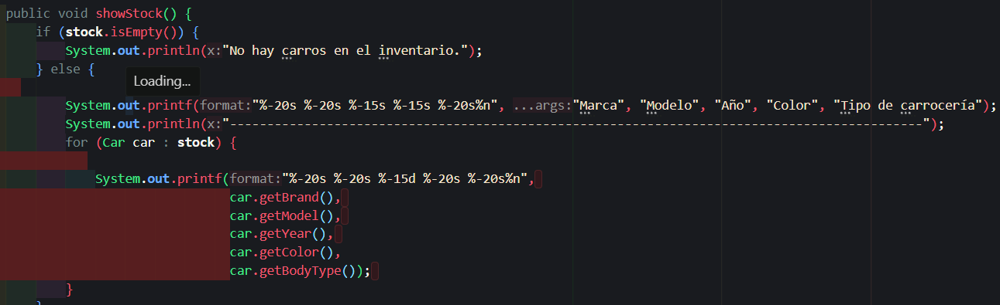 public void showStock() {
if (stock.isEmpty()) {
System.out.println(x:"No hay carros en el inventario.");
} else {
Loading...
System.out.printf(format:"%-20s %-20s %-15s %-15s %-20s%n", ...args:"Marca", "Modelo", "Año", "Color", "Tipo de carrocería");
System.out.println(x:"---------------------------------------------------------------------------------------------");
for (Car car : stock) {
System.out.printf(format:"%-20s %-20s %-15d %-20s %-20s%n",
car.getBrand(),
car.getModel(),
car.getYear(),
car.getColor(),
car.getBodyType());
}
}